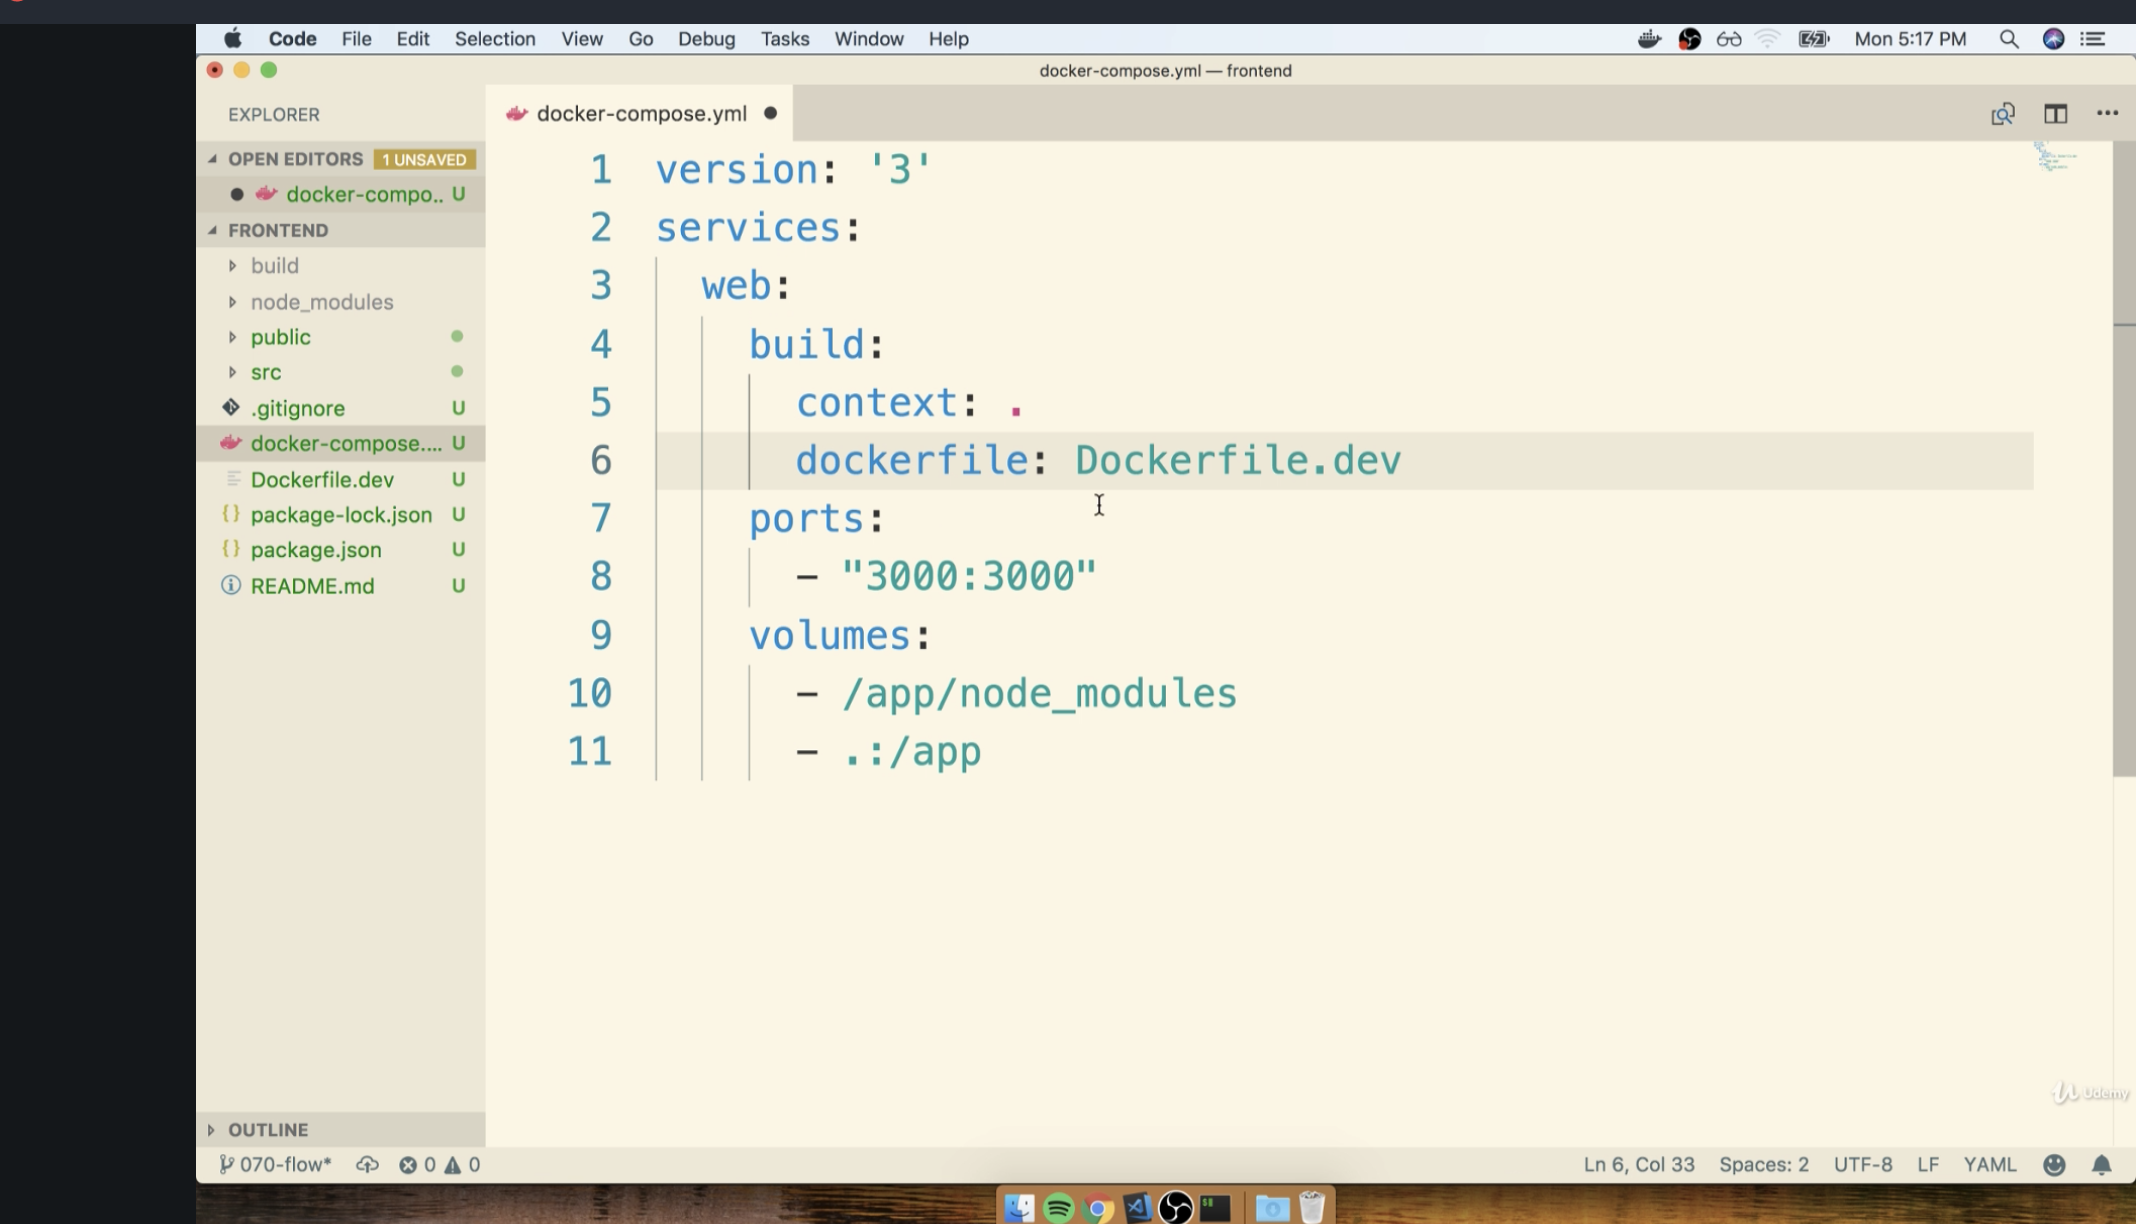 Code File Edit Selection View Go Debug Tasks Window Help Mon 5:17 PM
docker-compose.yml — frontend
EXPLORER
docker-compose.yml
OPEN EDITORS 1 UNSAVED
docker-compo.. U
FRONTEND
build
node_modules
public
src
.gitignore U
docker-compose.... U
Dockerfile.dev U
package-lock.json U
package.json U
README.md U
1 version: '3'
2 services:
3 web:
4 build:
5 context: .
6 dockerfile: Dockerfile.dev
7 ports:
8 - "3000:3000"
9 volumes:
10 - /app/node_modules
11 - .:/app
Udemy
OUTLINE
070-flow* 0 0 Ln 6, Col 33 Spaces: 2 UTF-8 LF YAML